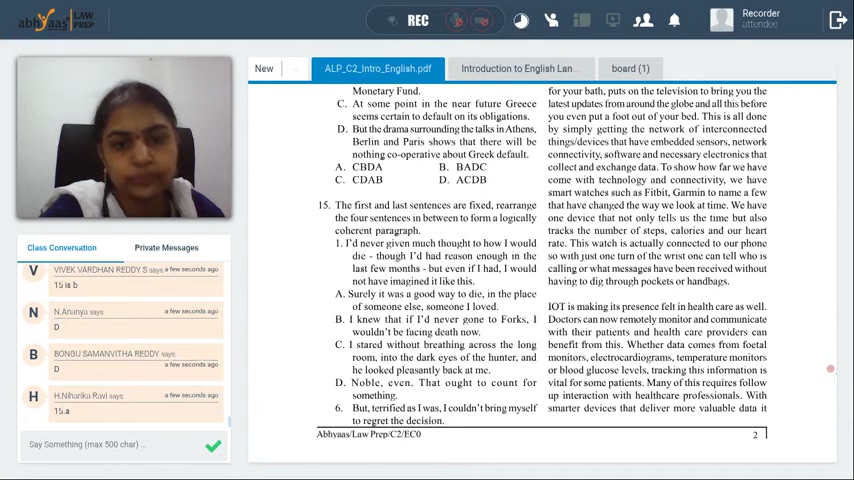 abhyaas LAW PREP
REC
Recorder
attendee
New
ALP_C2_Intro_English.pdf
Introduction to English Lan...
board (1)
Class Conversation
Private Messages
V
VIVEK VARDHAN REDDY S says:
a few seconds ago
15 is b
N
N.Ananya says:
a few seconds ago
D
B
BONGU SAMANVITHA REDDY says:
a few seconds ago
D
H
H.Niharika Ravi says:
a few seconds ago
15.a
Say Something (max 500 char) ...
Monetary Fund.
C. At some point in the near future Greece
seems certain to default on its obligations.
D. But the drama surrounding the talks in Athens,
Berlin and Paris shows that there will be
nothing co-operative about Greek default.
A. CBDA
B. BADC
C. CDAB
D. ACDB
15. The first and last sentences are fixed, rearrange
the four sentences in between to form a logically
coherent paragraph.
1. I'd never given much thought to how I would
die - though I'd had reason enough in the
last few months - but even if I had, I would
not have imagined it like this.
A. Surely it was a good way to die, in the place
of someone else, someone I loved.
B. I knew that if I'd never gone to Forks, I
wouldn't be facing death now.
C. I stared without breathing across the long
room, into the dark eyes of the hunter, and
he looked pleasantly back at me.
D. Noble, even. That ought to count for
something.
6. But, terrified as I was, I couldn't bring myself
to regret the decision.
for your bath, puts on the television to bring you the
latest updates from around the globe and all this before
you even put a foot out of your bed. This is all done
by simply getting the network of interconnected
things/devices that have embedded sensors, network
connectivity, software and necessary electronics that
collect and exchange data. To show how far we have
come with technology and connectivity, we have
smart watches such as Fitbit, Garmin to name a few
that have changed the way we look at time. We have
one device that not only tells us the time but also
tracks the number of steps, calories and our heart
rate. This watch is actually connected to our phone
so with just one turn of the wrist one can tell who is
calling or what messages have been received without
having to dig through pockets or handbags.
IOT is making its presence felt in health care as well.
Doctors can now remotely monitor and communicate
with their patients and health care providers can
benefit from this. Whether data comes from foetal
monitors, electrocardiograms, temperature monitors
or blood glucose levels, tracking this information is
vital for some patients. Many of this requires follow
up interaction with healthcare professionals. With
smarter devices that deliver more valuable data it
Abhyaas/Law Prep/C2/EC0
2